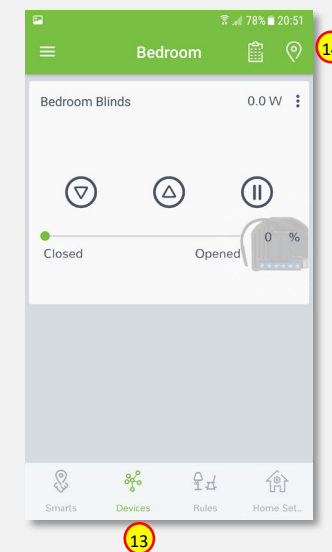 78% 20:51
Bedroom
14
Bedroom Blinds 0.0 W
0 %
Closed Opened
Smarts Devices Rules Home Set..
13